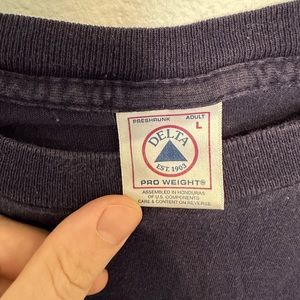 PRESHRUNK ADULT
L
DELTA
EST. 1903
PRO WEIGHT®
ASSEMBLED IN HONDURAS
OF U.S. COMPONENTS
CARE & CONTENT ON REVERSE